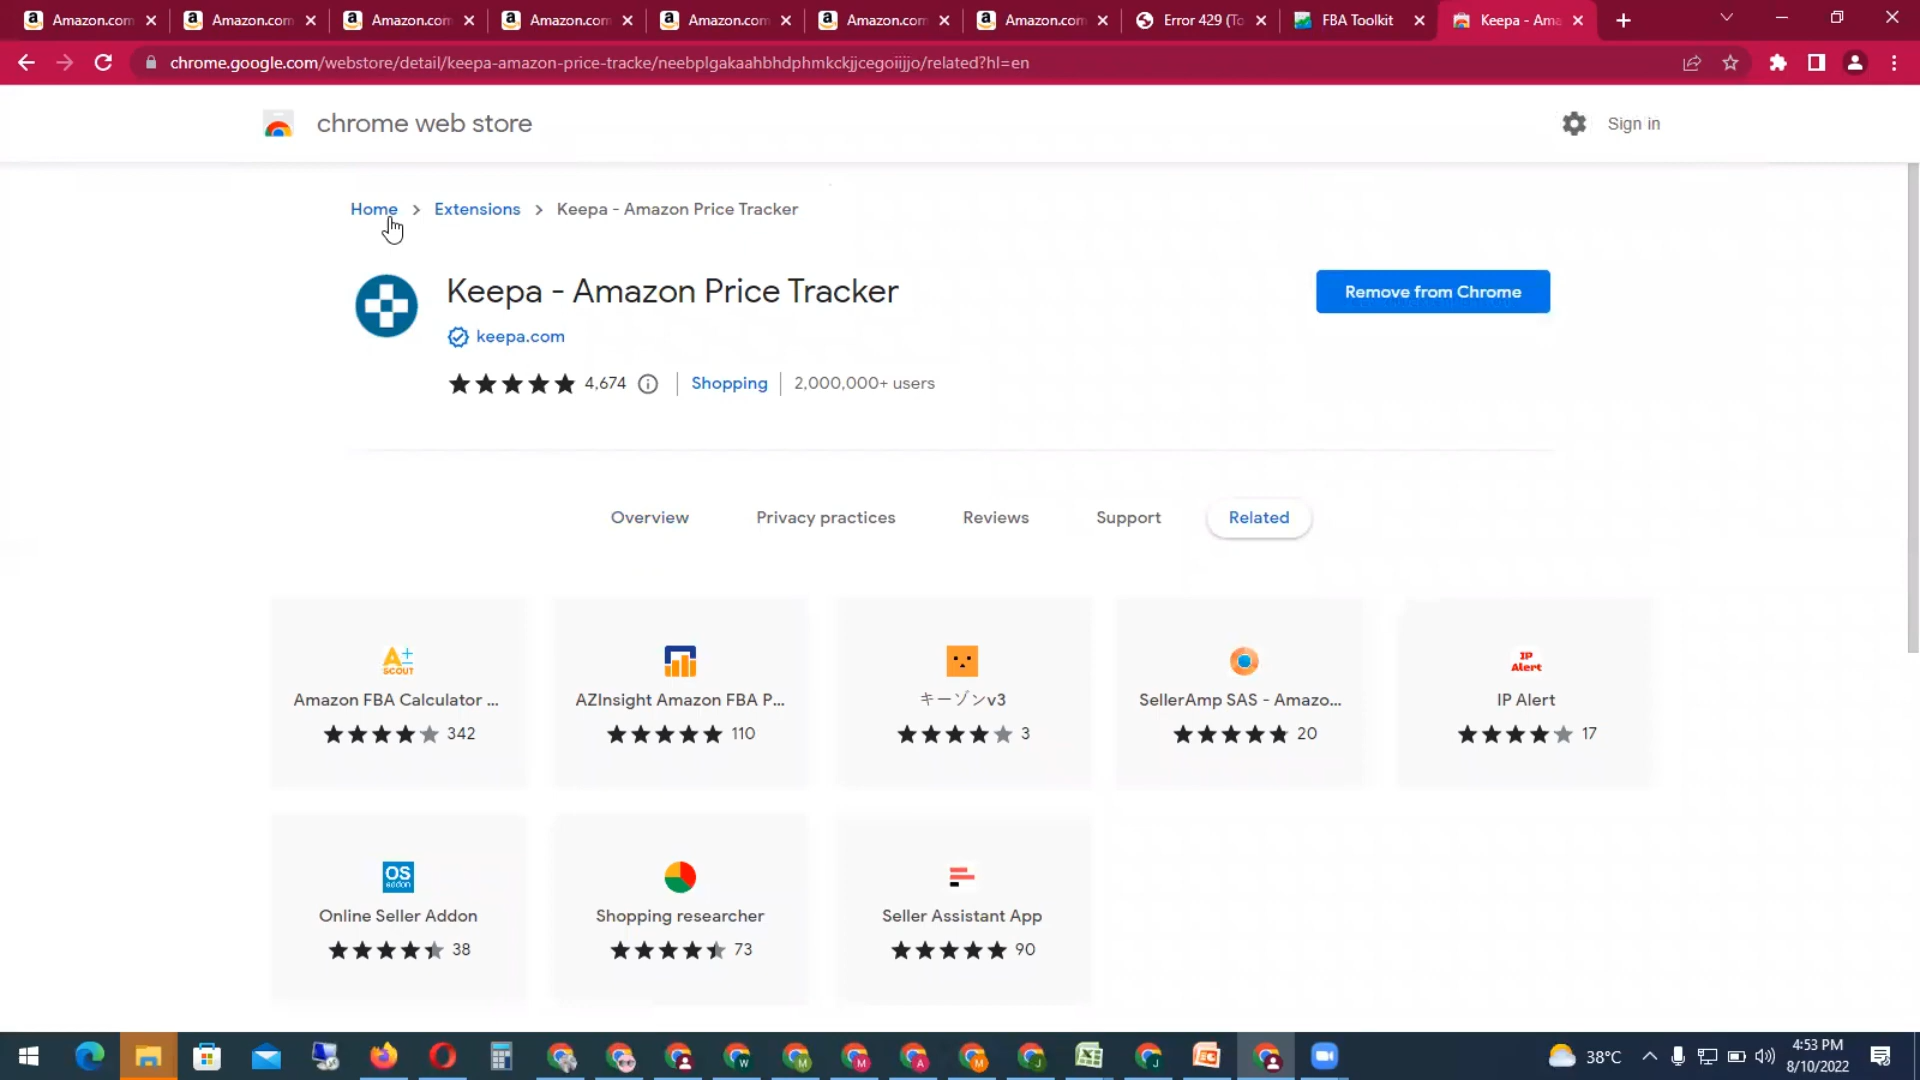 Amazon.com
Amazon.com
Amazon.com
Amazon.com
Amazon.com
Amazon.com
Amazon.com
Error 429 (To
FBA Toolkit
Keepa - Ama
chrome.google.com/webstore/detail/keepa-amazon-price-tracke/neebplgakaahbhdphmkckjjcegoiijjo/related?hl=en
chrome web store
Sign in
Home > Extensions > Keepa - Amazon Price Tracker
Keepa - Amazon Price Tracker
Remove from Chrome
keepa.com
4,674
Shopping
2,000,000+ users
Overview
Privacy practices
Reviews
Support
Related
A± SCOUT
Amazon FBA Calculator ...
342
AZInsight Amazon FBA P...
110
キーゾンv3
3
SellerAmp SAS - Amazo...
20
IP Alert
IP Alert
17
OS addon
Online Seller Addon
38
Shopping researcher
73
Seller Assistant App
90
38°C
4:53 PM
8/10/2022